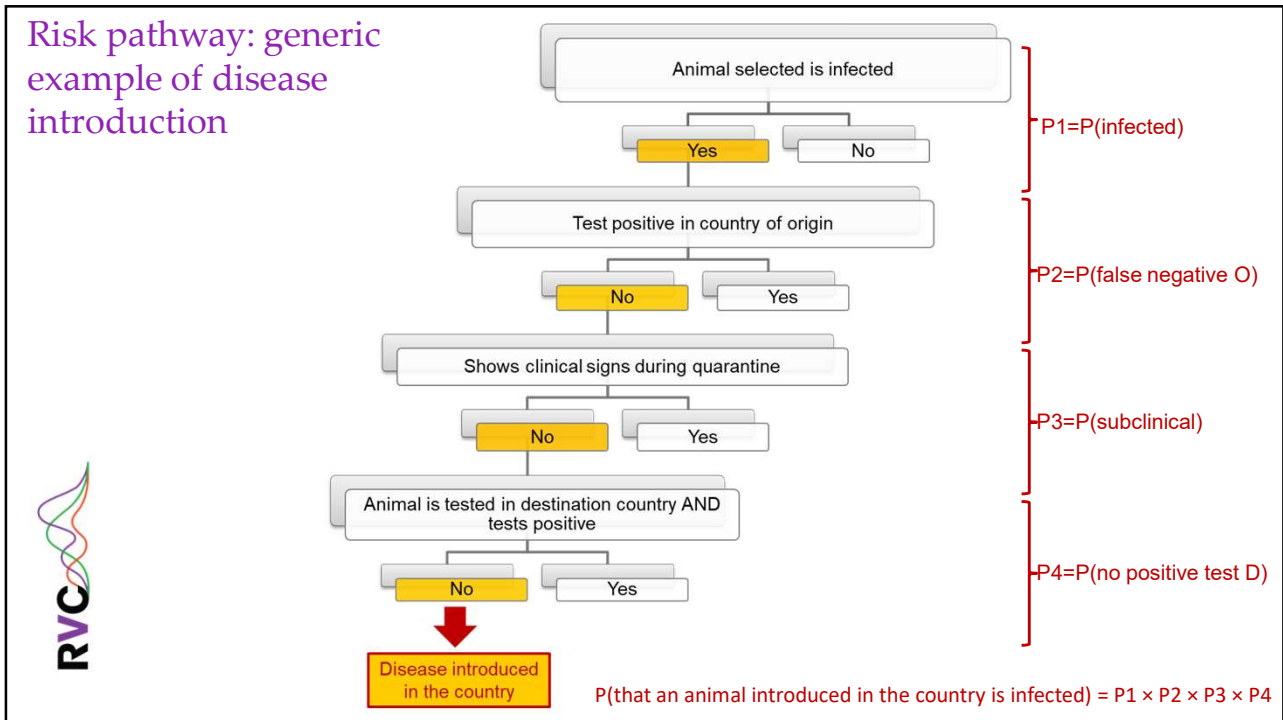 Risk pathway: generic
example of disease
introduction
Animal selected is infected
Yes
No
P1=P(infected)
Test positive in country of origin
No
Yes
P2=P(false negative O)
Shows clinical signs during quarantine
No
Yes
P3=P(subclinical)
Animal is tested in destination country AND
tests positive
No
Yes
P4=P(no positive test D)
Disease introduced
in the country
P(that an animal introduced in the country is infected) = P1 × P2 × P3 × P4
RVC